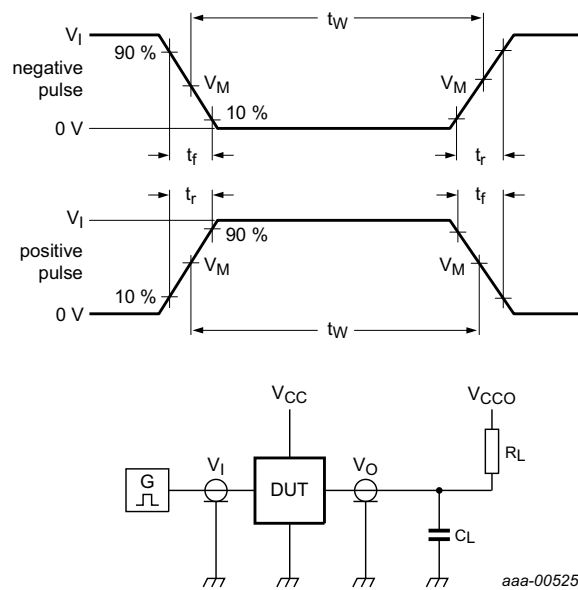 V_I
t_W
90 %
negative
pulse
V_M
V_M
10 %
0 V
t_f
t_r
t_r
t_f
V_I
90 %
positive
pulse
V_M
V_M
10 %
0 V
t_W
V_CC
V_CCO
R_L
V_I
V_O
G
DUT
C_L
aaa-00525